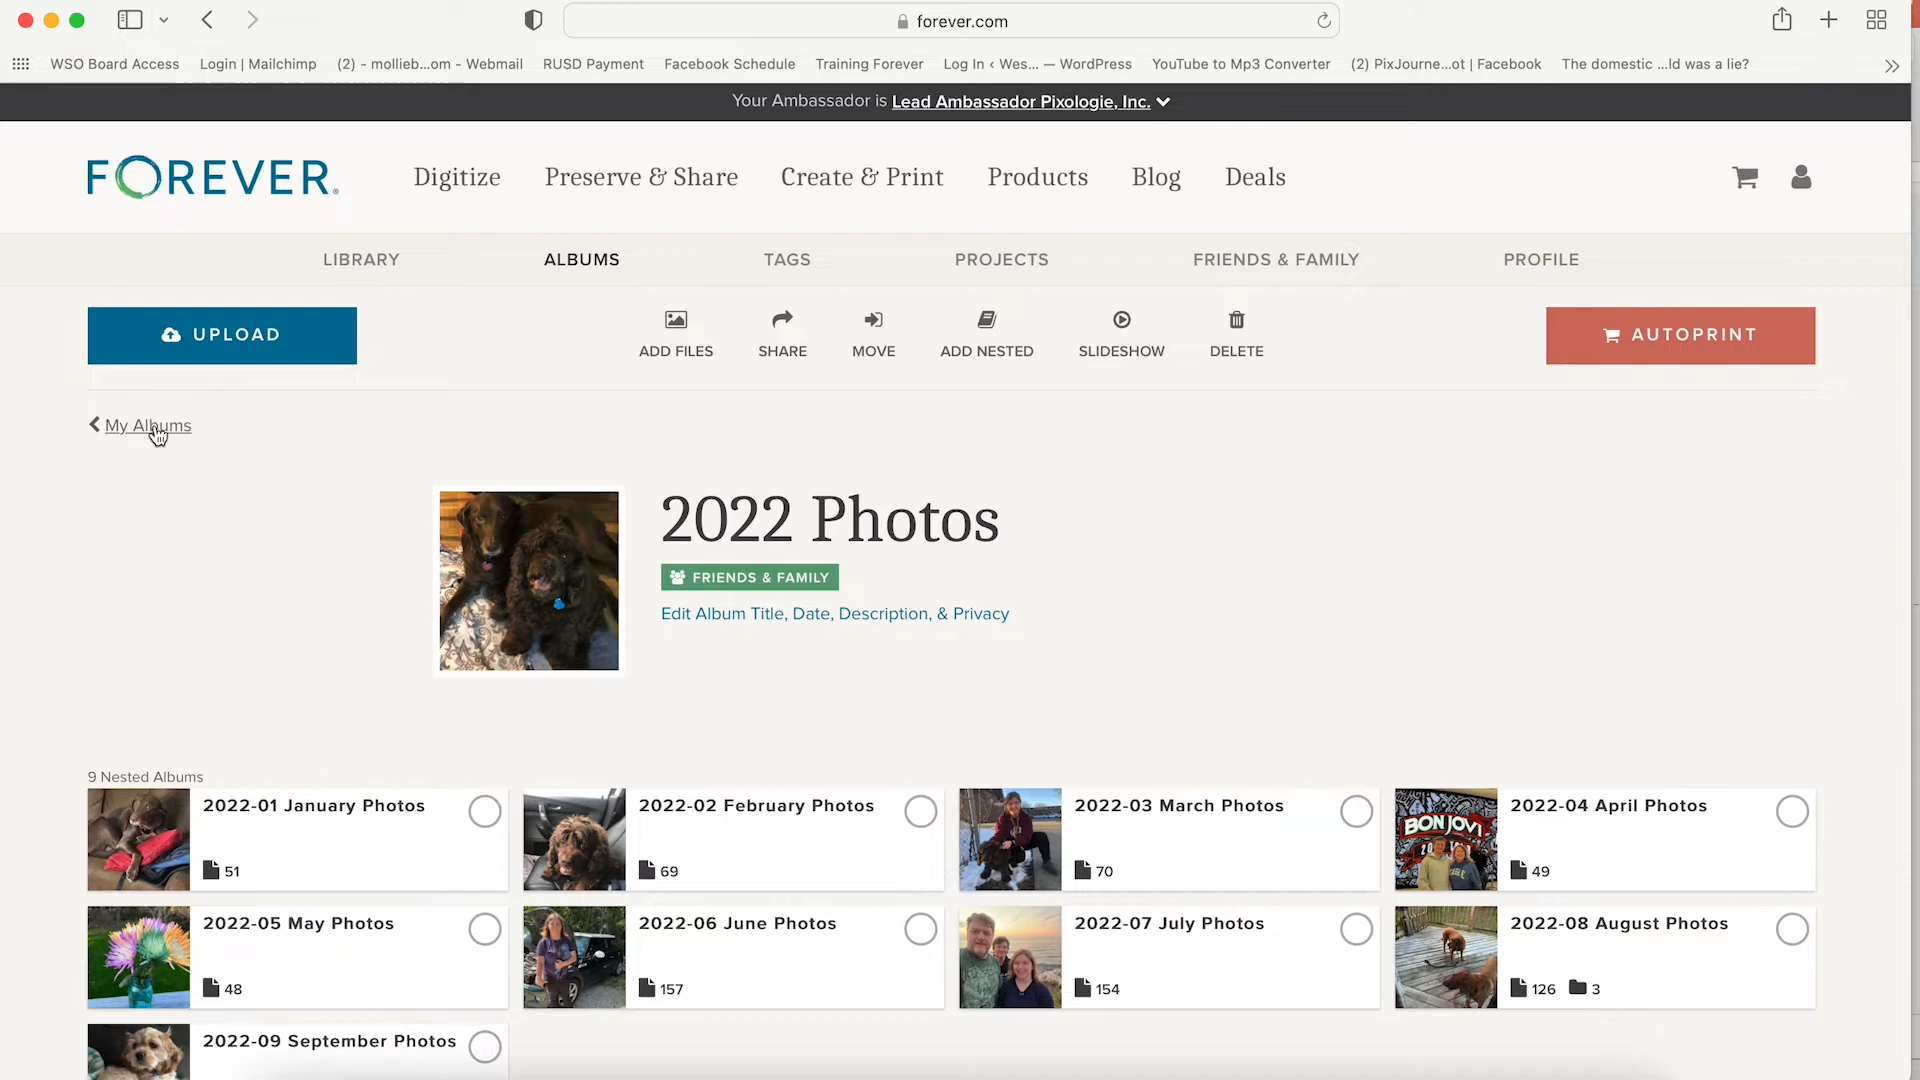 forever.com
WSO Board Access Login | Mailchimp (2) - mollieb...om - Webmail RUSD Payment Facebook Schedule Training Forever Log In ‹ Wes... — WordPress YouTube to Mp3 Converter (2) PixJourne...ot | Facebook The domestic ...ld was a lie?
Your Ambassador is Lead Ambassador Pixologie, Inc.
FOREVER. Digitize Preserve & Share Create & Print Products Blog Deals
LIBRARY ALBUMS TAGS PROJECTS FRIENDS & FAMILY PROFILE
UPLOAD ADD FILES SHARE MOVE ADD NESTED SLIDESHOW DELETE AUTOPRINT
My Albums
2022 Photos
FRIENDS & FAMILY
Edit Album Title, Date, Description, & Privacy
9 Nested Albums
2022-01 January Photos
51
2022-02 February Photos
69
2022-03 March Photos
70
BON JOVI
2022-04 April Photos
49
2022-05 May Photos
48
2022-06 June Photos
157
2022-07 July Photos
154
2022-08 August Photos
126 3
2022-09 September Photos